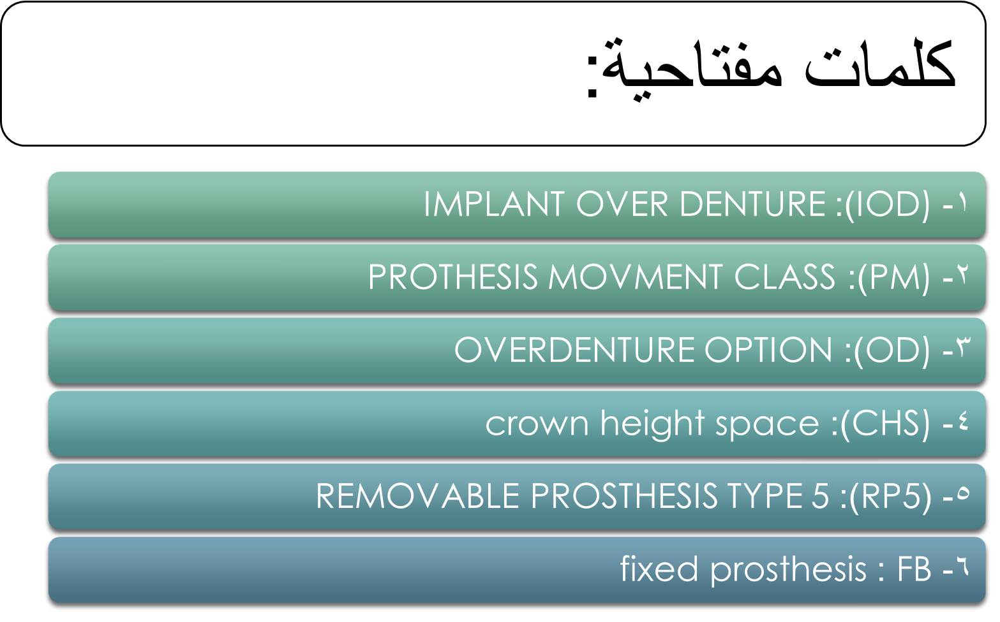 كلمات مفتاحية:
١- (IOD): IMPLANT OVER DENTURE
٢- (PM): PROTHESIS MOVMENT CLASS
٣- (OD): OVERDENTURE OPTION
٤- (CHS): crown height space
٥- (RP5): REMOVABLE PROSTHESIS TYPE 5
٦- FB : fixed prosthesis